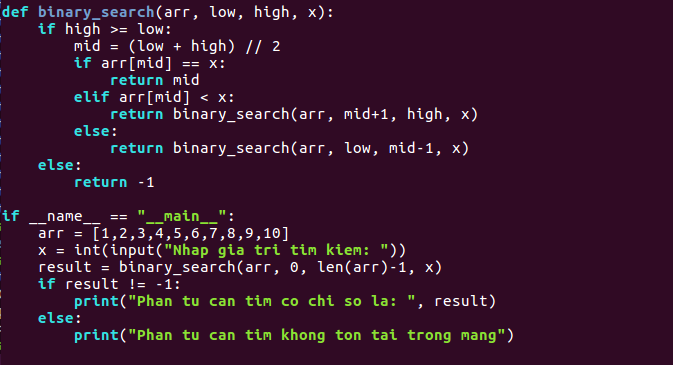 def binary_search(arr, low, high, x):
    if high >= low:
        mid = (low + high) // 2
        if arr[mid] == x:
            return mid
        elif arr[mid] < x:
            return binary_search(arr, mid+1, high, x)
        else:
            return binary_search(arr, low, mid-1, x)
    else:
        return -1

if __name__ == "__main__":
    arr = [1,2,3,4,5,6,7,8,9,10]
    x = int(input("Nhap gia tri tim kiem: "))
    result = binary_search(arr, 0, len(arr)-1, x)
    if result != -1:
        print("Phan tu can tim co chi so la: ", result)
    else:
        print("Phan tu can tim khong ton tai trong mang")